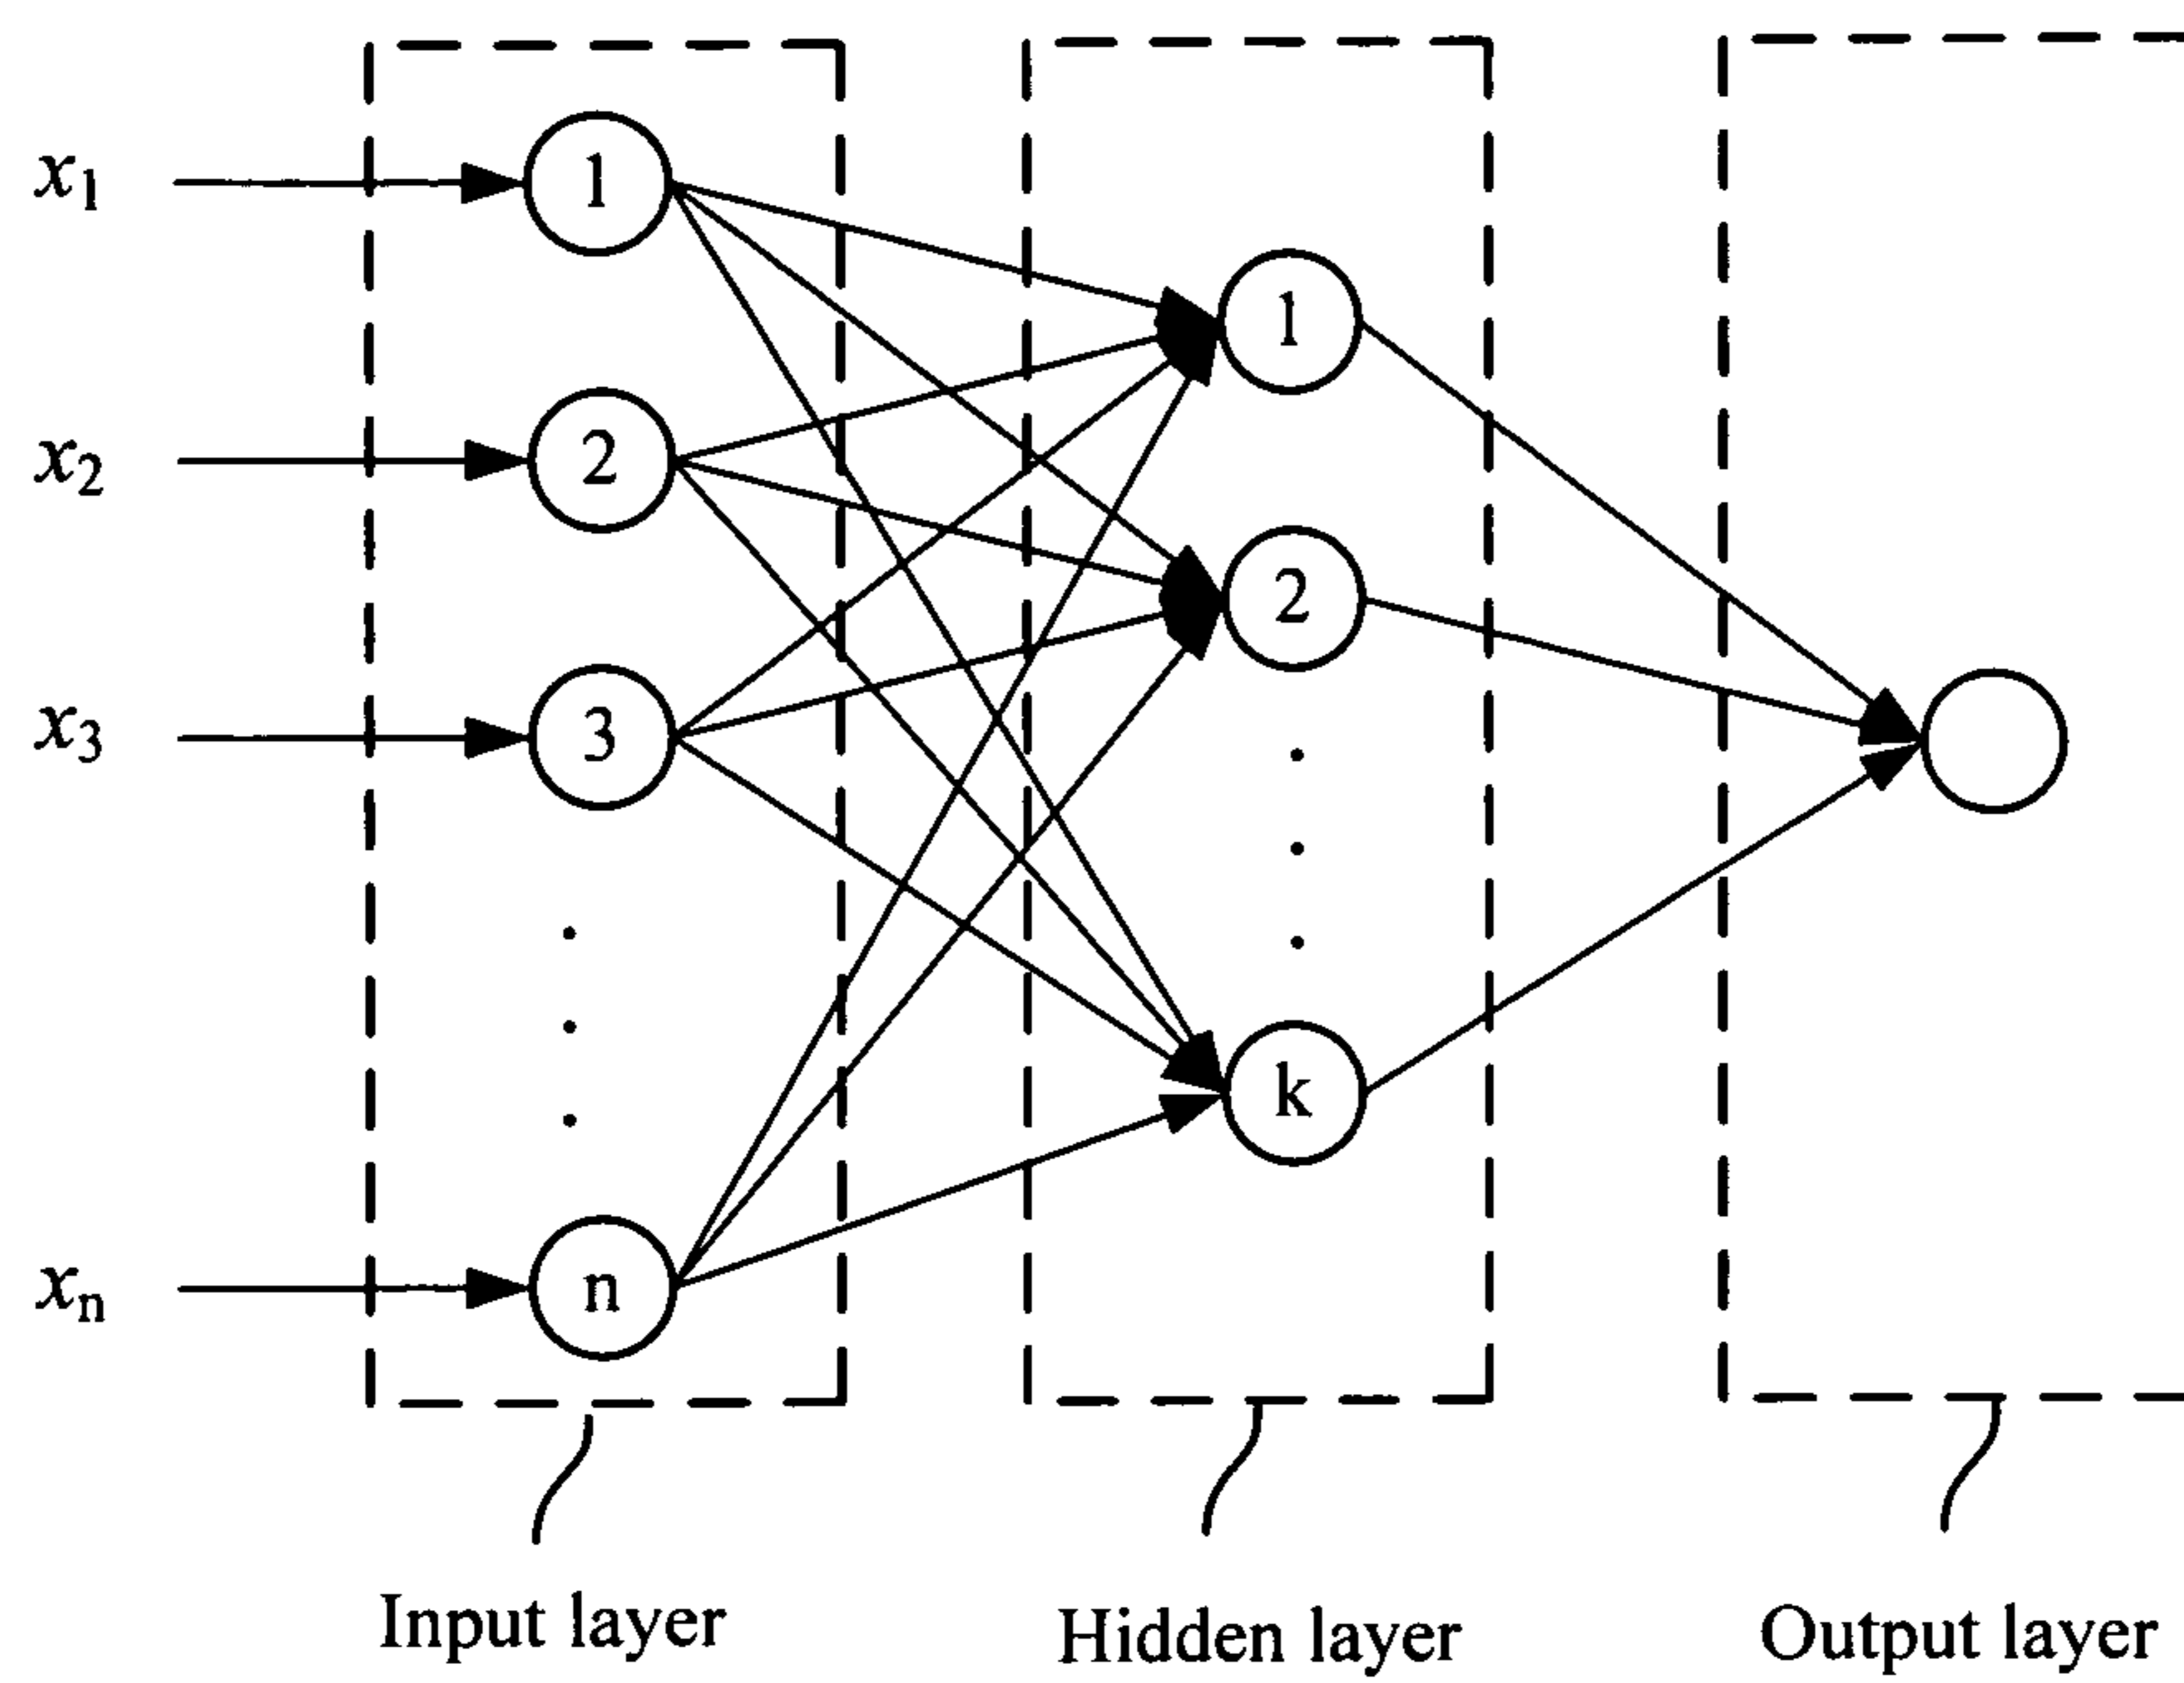 x1
1
1
x2
2
2
x3
3
k
xn
n
Input layer
Hidden layer
Output layer